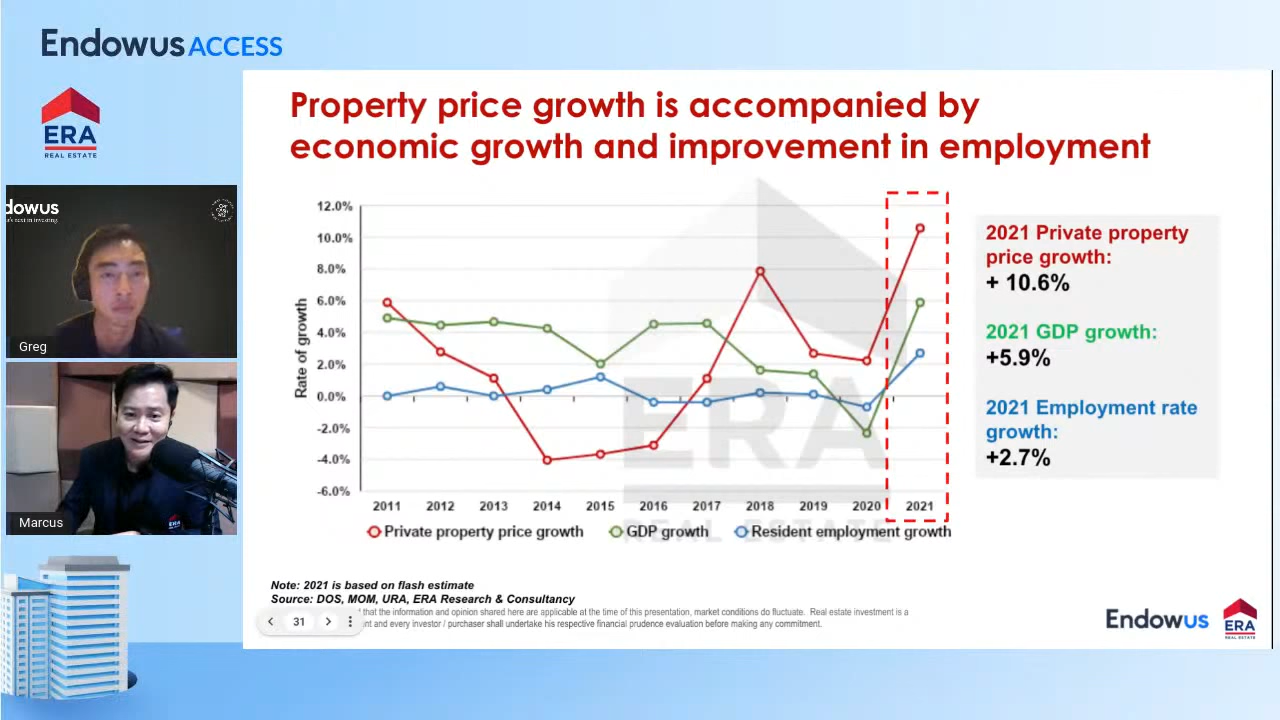 Endowus ACCESS
ERA
REAL ESTATE
Property price growth is accompanied by
economic growth and improvement in employment
dowus
Greg
Marcus
ERA
12.0%
10.0%
8.0%
6.0%
4.0%
2.0%
0.0%
-2.0%
-4.0%
-6.0%
Rate of growth
2011 2012 2013 2014 2015 2016 2017 2018 2019 2020 2021
Private property price growth GDP growth Resident employment growth
ERA
REAL ESTATE
2021 Private property
price growth:
+ 10.6%
2021 GDP growth:
+5.9%
2021 Employment rate
growth:
+2.7%
Note: 2021 is based on flash estimate
Source: DOS, MOM, URA, ERA Research & Consultancy
that the information and opinion shared here are applicable at the time of this presentation, market conditions do fluctuate. Real estate investment is a
nt and every investor / purchaser shall undertake his respective financial prudence evaluation before making any commitment.
31
Endowus
ERA
REAL ESTATE